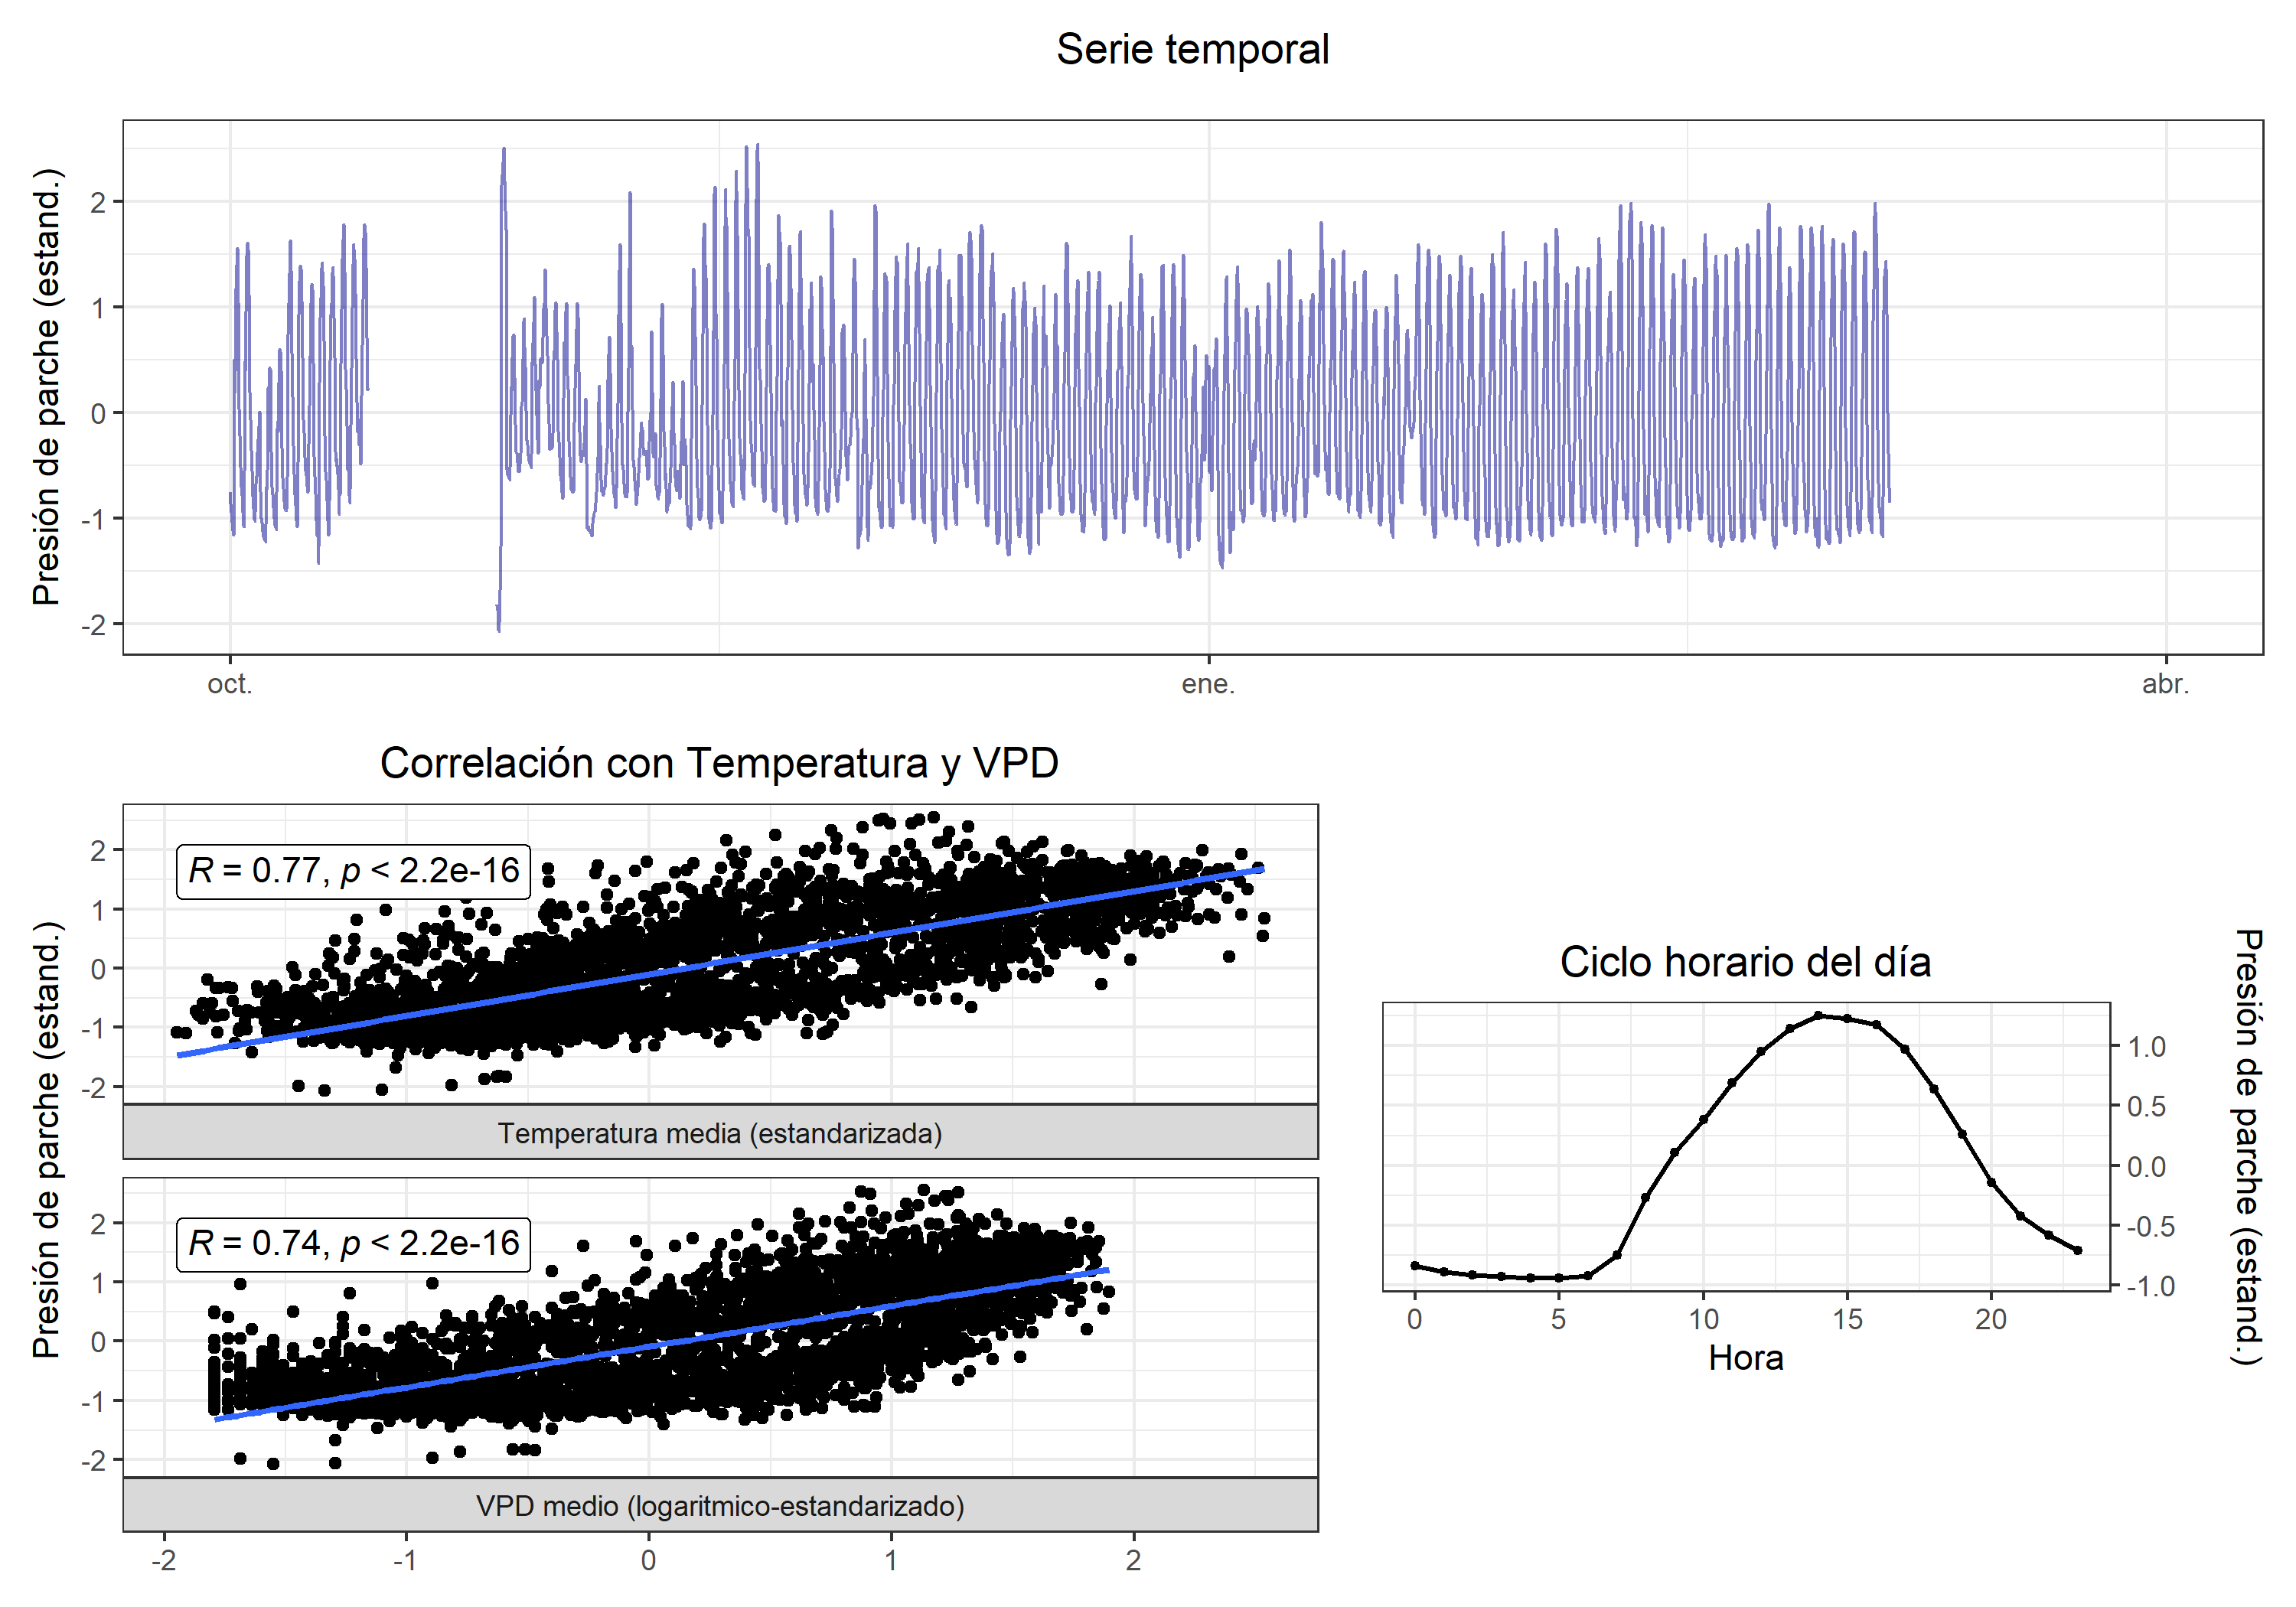 Serie temporal
Presión de parche (estand.)
2
1
0
-1
-2
oct.
ene.
abr.
Correlación con Temperatura y VPD
Presión de parche (estand.)
2
1
0
-1
-2
R = 0.77, p < 2.2e-16
Temperatura media (estandarizada)
2
1
0
-1
-2
R = 0.74, p < 2.2e-16
VPD medio (logaritmico-estandarizado)
-2
-1
0
1
2
Ciclo horario del día
1.0
0.5
0.0
-0.5
-1.0
Presión de parche (estand.)
0
5
10
15
20
Hora